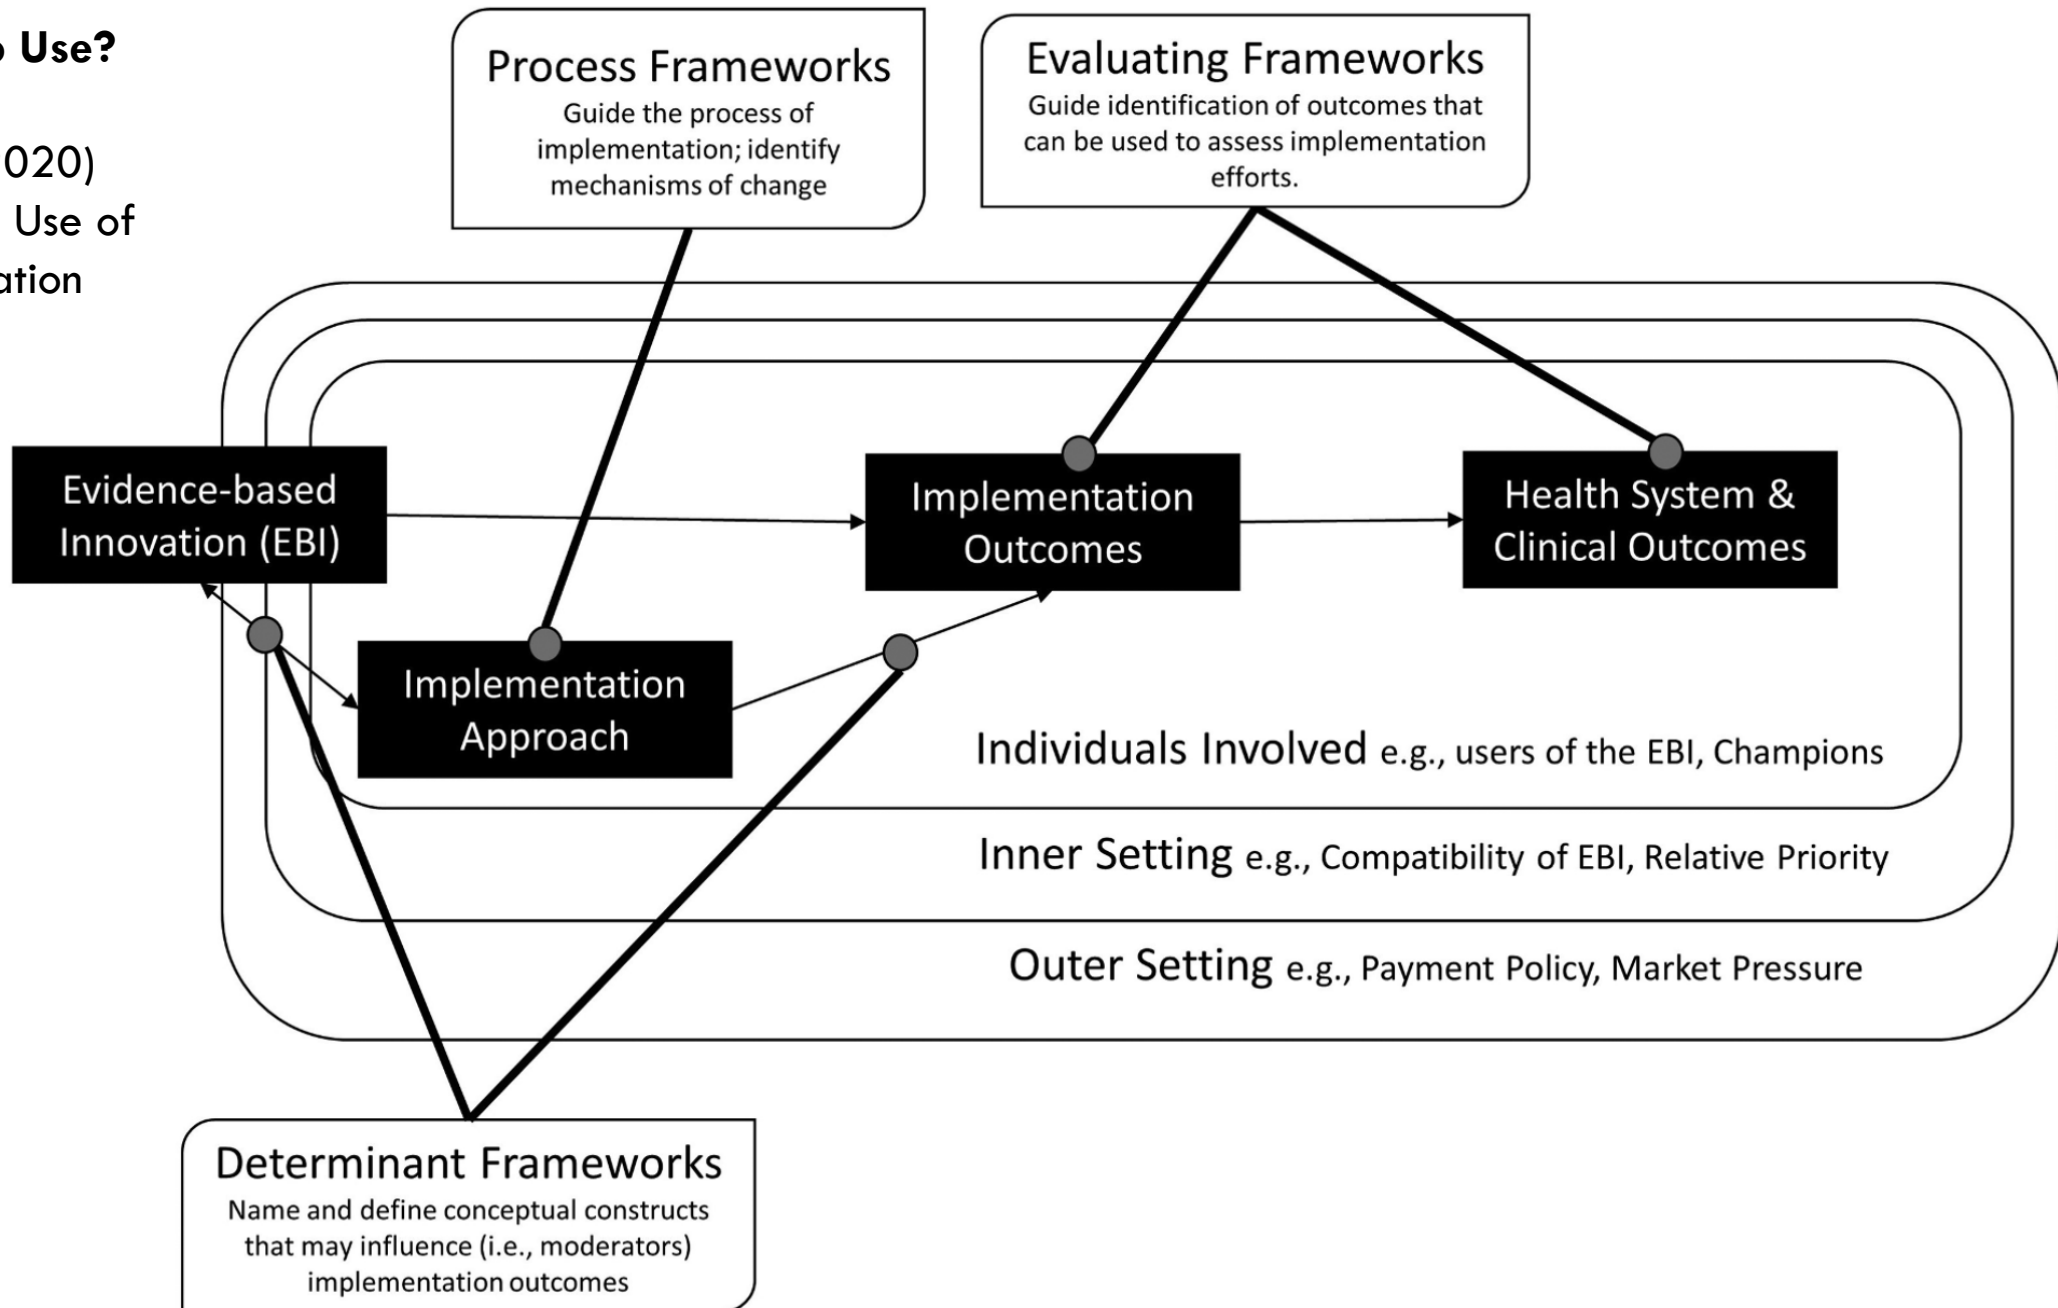 Use?
020)
Use of
ation
Process Frameworks
Guide the process of
implementation; identify
mechanisms of change
Evaluating Frameworks
Guide identification of outcomes that
can be used to assess implementation
efforts.
Evidence-based
Innovation (EBI)
Implementation
Outcomes
Health System &
Clinical Outcomes
Implementation
Approach
Individuals Involved e.g., users of the EBI, Champions
Inner Setting e.g., Compatibility of EBI, Relative Priority
Outer Setting e.g., Payment Policy, Market Pressure
Determinant Frameworks
Name and define conceptual constructs
that may influence (i.e., moderators)
implementation outcomes